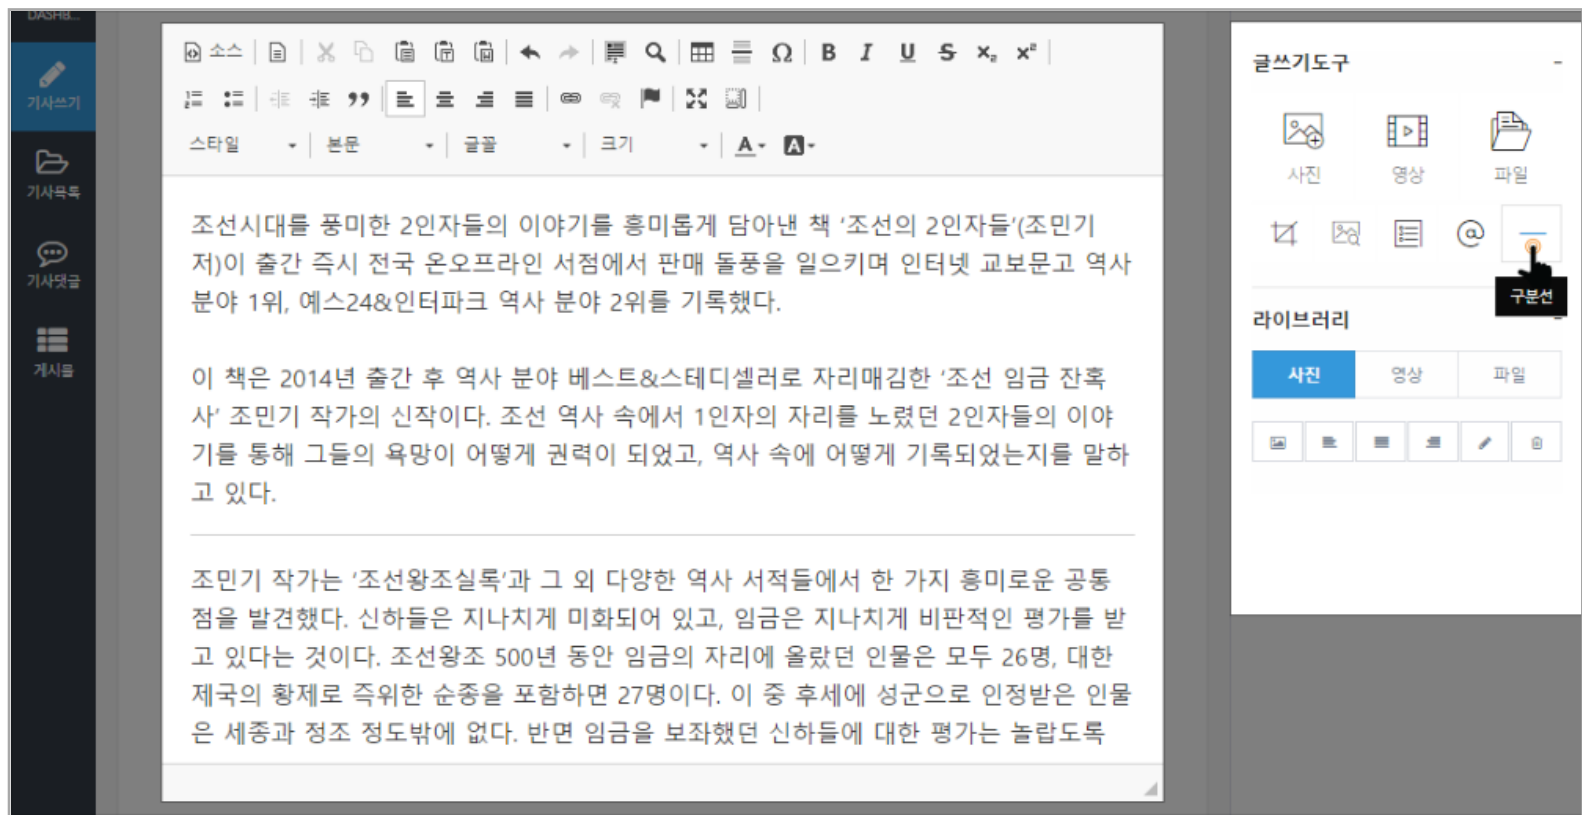 DASHB...
기사쓰기
기사목록
기사댓글
게시물
소스
B I U S x₂ x²
스타일 본문 글꼴 크기 A A
조선시대를 풍미한 2인자들의 이야기를 흥미롭게 담아낸 책 ‘조선의 2인자들’(조민기
저)이 출간 즉시 전국 온오프라인 서점에서 판매 돌풍을 일으키며 인터넷 교보문고 역사
분야 1위, 예스24&인터파크 역사 분야 2위를 기록했다.
이 책은 2014년 출간 후 역사 분야 베스트&스테디셀러로 자리매김한 ‘조선 임금 잔혹
사’ 조민기 작가의 신작이다. 조선 역사 속에서 1인자의 자리를 노렸던 2인자들의 이야
기를 통해 그들의 욕망이 어떻게 권력이 되었고, 역사 속에 어떻게 기록되었는지를 말하
고 있다.
조민기 작가는 ‘조선왕조실록’과 그 외 다양한 역사 서적들에서 한 가지 흥미로운 공통
점을 발견했다. 신하들은 지나치게 미화되어 있고, 임금은 지나치게 비판적인 평가를 받
고 있다는 것이다. 조선왕조 500년 동안 임금의 자리에 올랐던 인물은 모두 26명, 대한
제국의 황제로 즉위한 순종을 포함하면 27명이다. 이 중 후세에 성군으로 인정받은 인물
은 세종과 정조 정도밖에 없다. 반면 임금을 보좌했던 신하들에 대한 평가는 놀랍도록
글쓰기도구
사진 영상 파일
구분선
라이브러리
사진 영상 파일